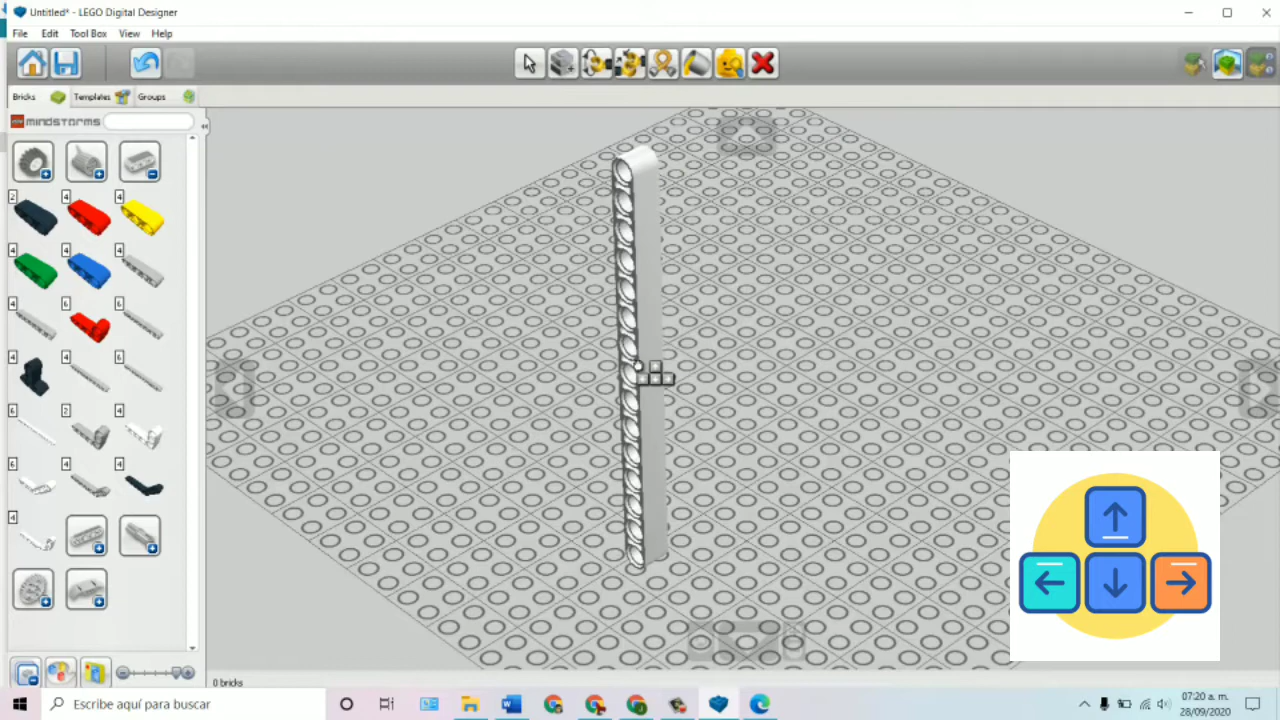 Untitled* - LEGO Digital Designer
File Edit Tool Box View Help
Bricks Templates Groups
LEGO mindstorms
2 4 4
4 4 4
4 6 6
4 4 6
6 2 4
6 4 4
4
0 bricks
Escribe aquí para buscar
07:20 a. m.
28/09/2020